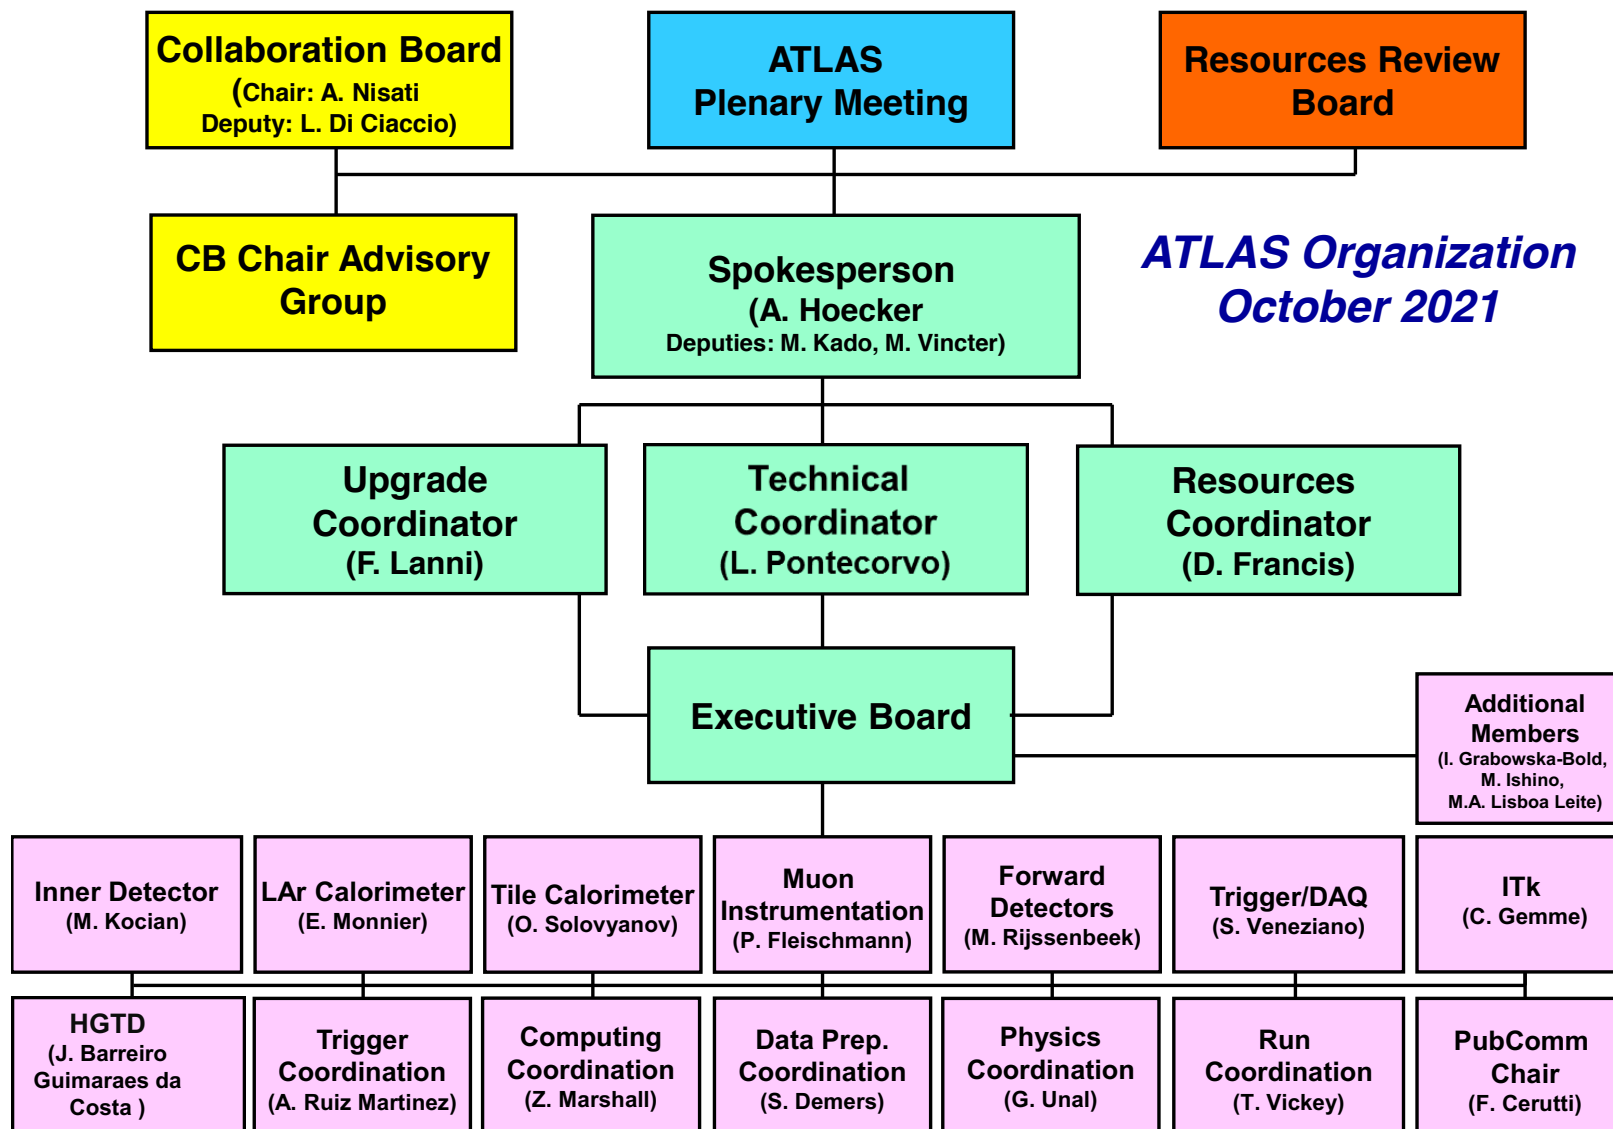 Collaboration Board
(Chair: A. Nisati
Deputy: L. Di Ciaccio)
ATLAS
Plenary Meeting
Resources Review
Board
CB Chair Advisory
Group
Spokesperson
(A. Hoecker
Deputies: M. Kado, M. Vincter)
ATLAS Organization
October 2021
Upgrade
Coordinator
(F. Lanni)
Technical
Coordinator
(L. Pontecorvo)
Resources
Coordinator
(D. Francis)
Executive Board
Additional
Members
(I. Grabowska-Bold,
M. Ishino,
M.A. Lisboa Leite)
Inner Detector
(M. Kocian)
LAr Calorimeter
(E. Monnier)
Tile Calorimeter
(O. Solovyanov)
Muon
Instrumentation
(P. Fleischmann)
Forward
Detectors
(M. Rijssenbeek)
Trigger/DAQ
(S. Veneziano)
ITk
(C. Gemme)
HGTD
(J. Barreiro
Guimaraes da
Costa )
Trigger
Coordination
(A. Ruiz Martinez)
Computing
Coordination
(Z. Marshall)
Data Prep.
Coordination
(S. Demers)
Physics
Coordination
(G. Unal)
Run
Coordination
(T. Vickey)
PubComm
Chair
(F. Cerutti)